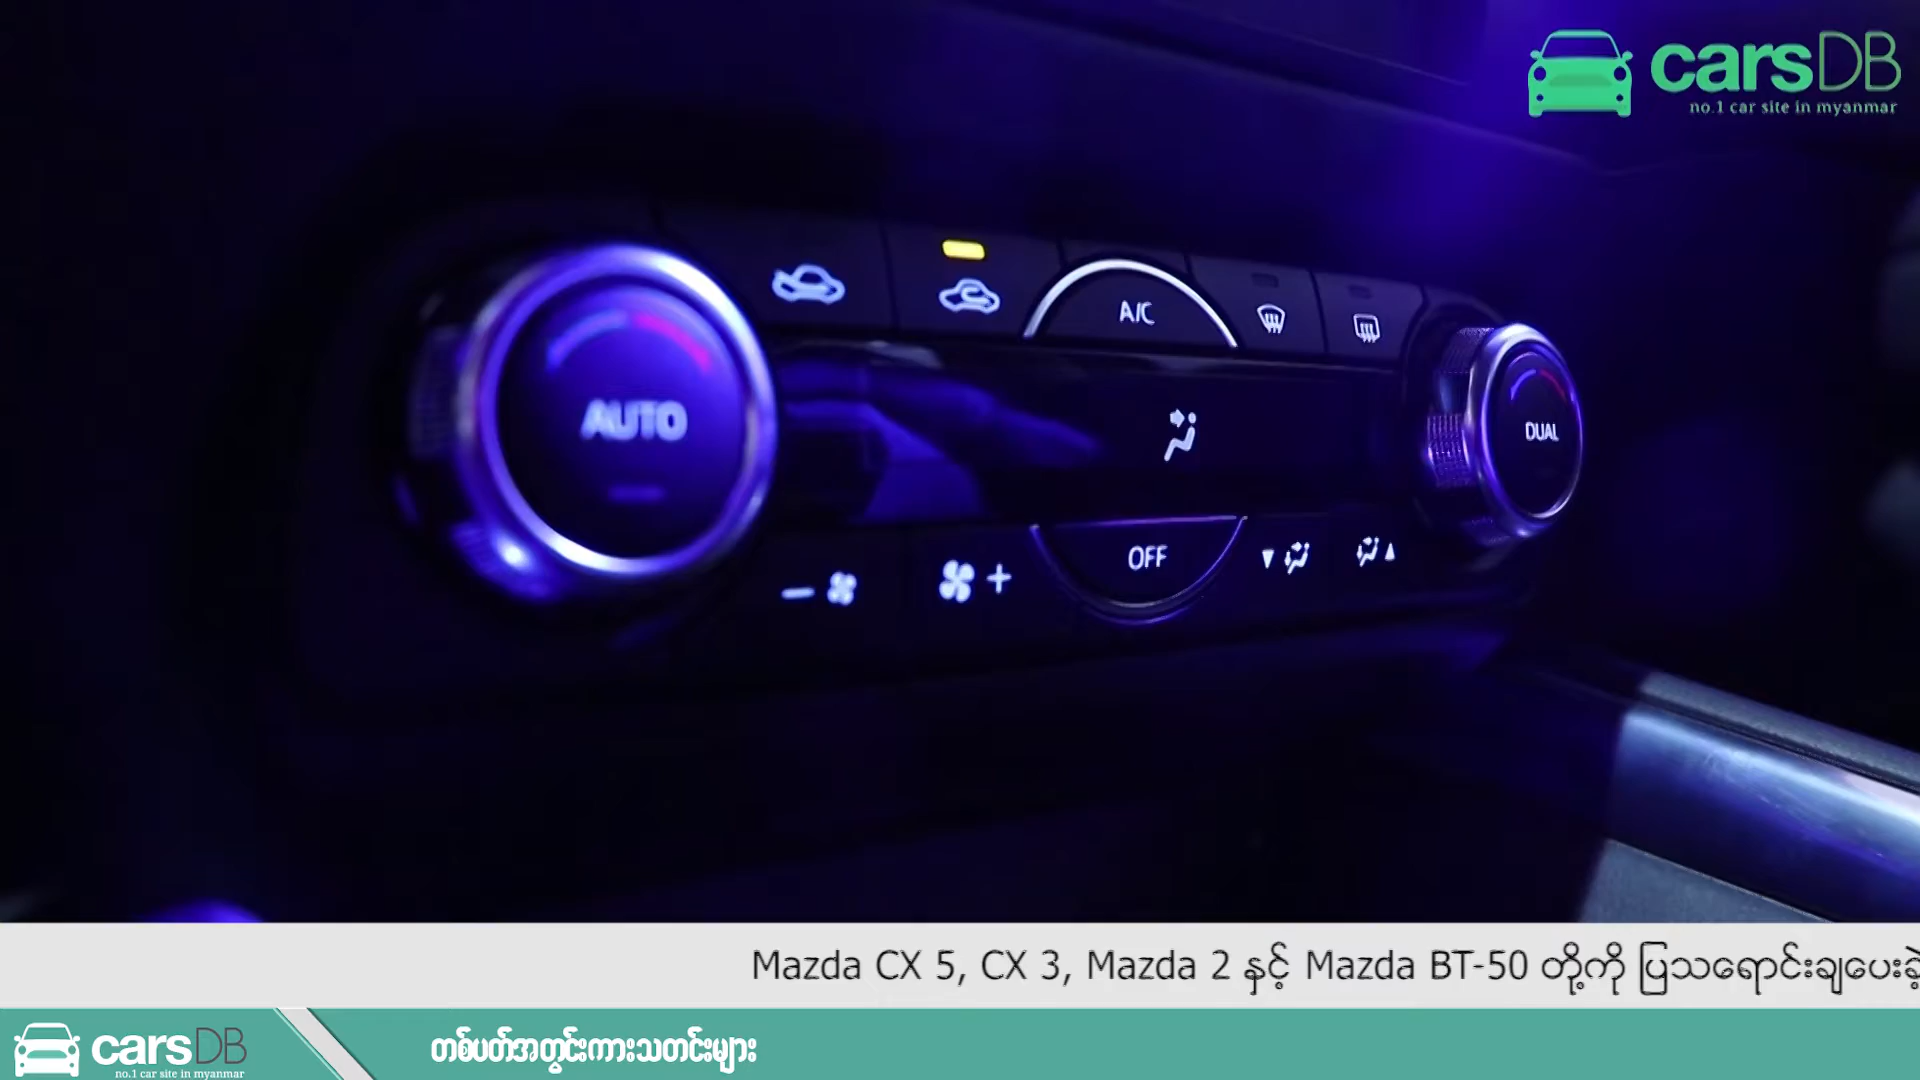 carsDB
no.1 car site in myanmar
A/C
AUTO
DUAL
OFF
Mazda CX 5, CX 3, Mazda 2 နှင့် Mazda BT-50 တို့ကို ပြသရောင်းချပေးခဲ့
carsDB
no.1 car site in myanmar
တစ်ပတ်အတွင်းကားသတင်းများ